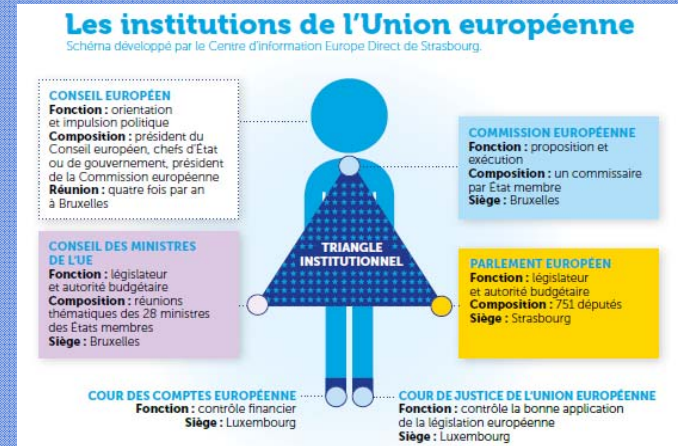 Les institutions de l'Union européenne
Schéma développé par le Centre d'information Europe Direct de Strasbourg.
CONSEIL EUROPÉEN
Fonction : orientation
et impulsion politique
Composition : président du
Conseil européen, chefs d'État
ou de gouvernement, président
de la Commission européenne
Réunion : quatre fois par an
à Bruxelles
COMMISSION EUROPÉENNE
Fonction : proposition et
exécution
Composition : un commissaire
par État membre
Siège : Bruxelles
CONSEIL DES MINISTRES
DE L'UE
Fonction : législateur
et autorité budgétaire
Composition : réunions
thématiques des 28 ministres
des États membres
Siège : Bruxelles
TRIANGLE
INSTITUTIONNEL
PARLEMENT EUROPÉEN
Fonction : législateur
et autorité budgétaire
Composition : 751 députés
Siège : Strasbourg
COUR DES COMPTES EUROPÉENNE
Fonction : contrôle financier
Siège : Luxembourg
COUR DE JUSTICE DE L'UNION EUROPÉENNE
Fonction : contrôle la bonne application
de la législation européenne
Siège : Luxembourg